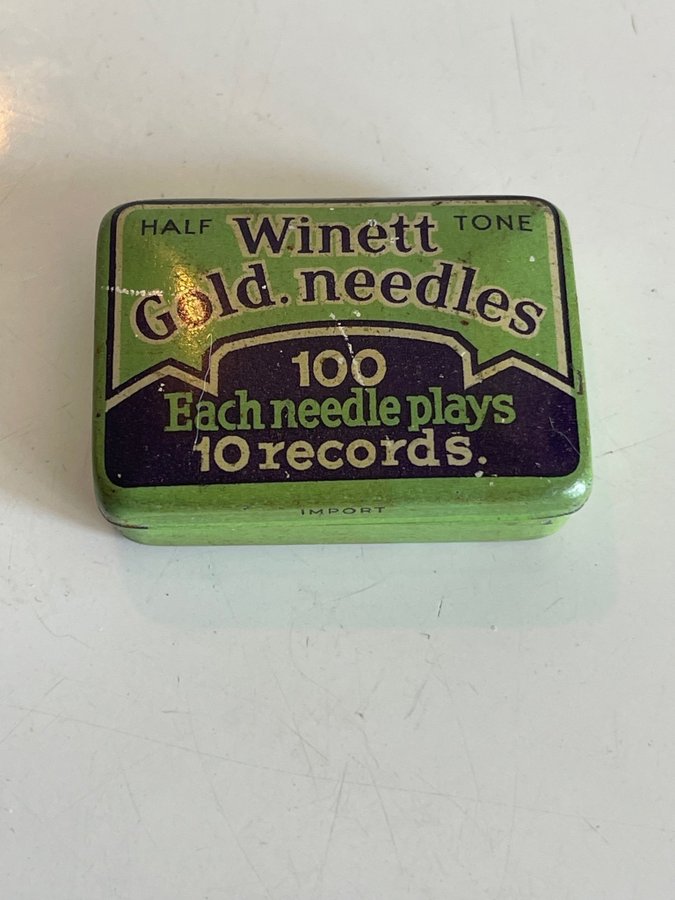 HALF Winett TONE
Gold. needles
100
Each needle plays
10 records.
IMPORT